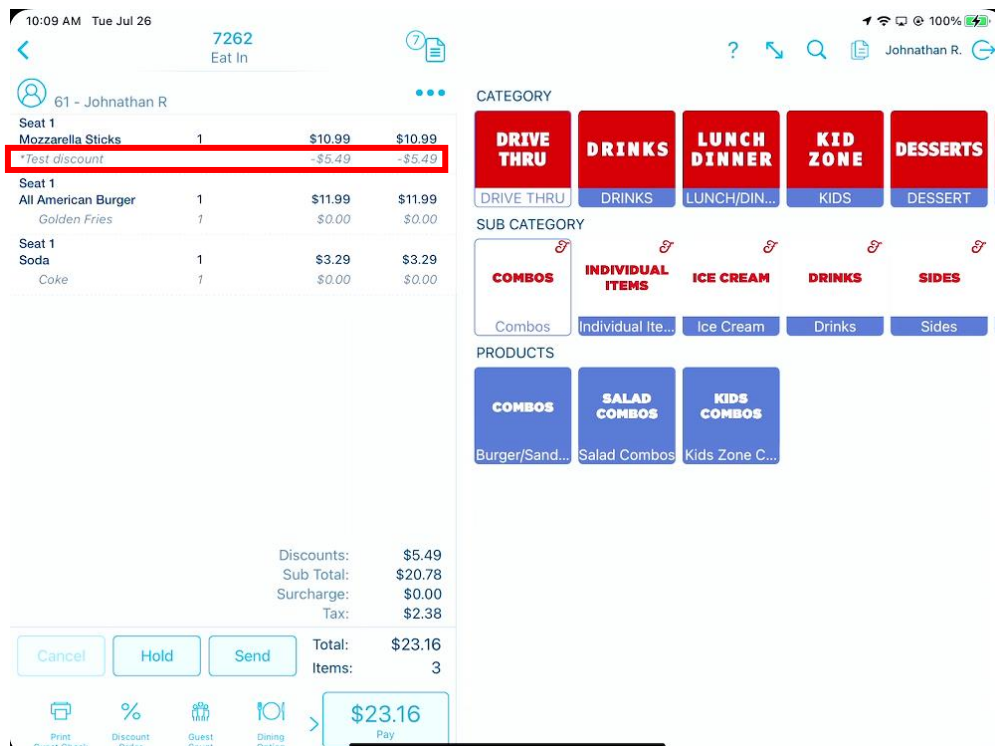 10:09 AM Tue Jul 26
100%
7262
Eat In
7
?
Johnathan R.
61 - Johnathan R
Seat 1
Mozzarella Sticks 1 $10.99 $10.99
*Test discount -$5.49 -$5.49
Seat 1
All American Burger 1 $11.99 $11.99
Golden Fries 1 $0.00 $0.00
Seat 1
Soda 1 $3.29 $3.29
Coke 1 $0.00 $0.00
Discounts: $5.49
Sub Total: $20.78
Surcharge: $0.00
Tax: $2.38
Cancel Hold Send
Total: $23.16
Items: 3
Print
Discount
Guest
Dining
$23.16
Pay
CATEGORY
DRIVE THRU
DRIVE THRU
DRINKS
DRINKS
LUNCH DINNER
LUNCH/DIN...
KID ZONE
KIDS
DESSERTS
DESSERT
SUB CATEGORY
COMBOS
Combos
INDIVIDUAL ITEMS
Individual Ite...
ICE CREAM
Ice Cream
DRINKS
Drinks
SIDES
Sides
PRODUCTS
COMBOS
Burger/Sand...
SALAD COMBOS
Salad Combos
KIDS COMBOS
Kids Zone C...